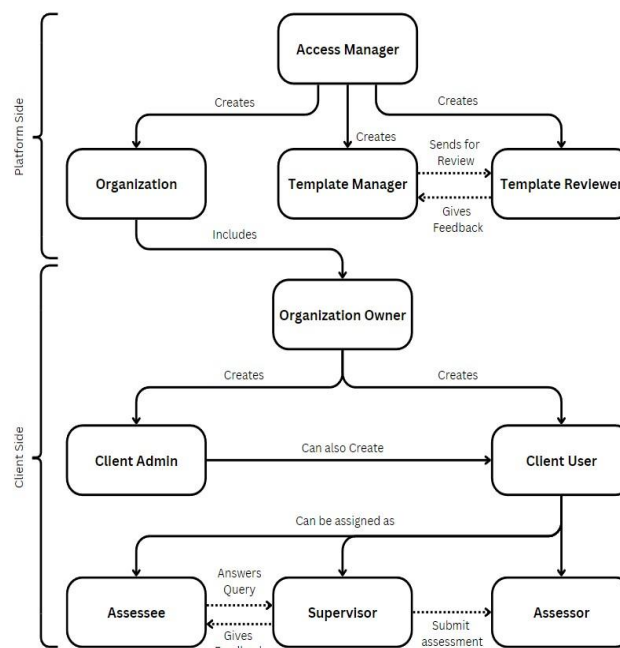 Platform Side
Access Manager
Creates
Creates
Creates
Sends for
Review
Organization
Template Manager
Template Reviewer
Gives
Feedback
Includes
Client Side
Organization Owner
Creates
Creates
Client Admin
Can also Create
Client User
Can be assigned as
Answers
Query
Assessee
Supervisor
Assessor
Gives
Submit
assessment